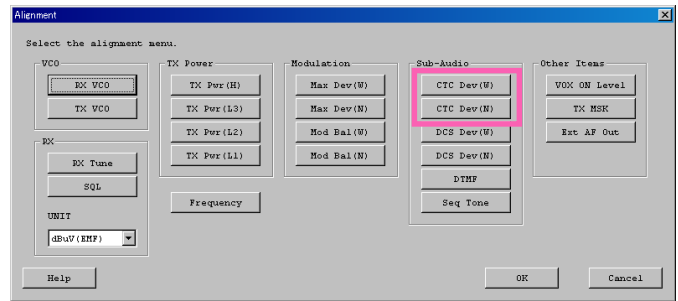 Alignment
Select the alignment menu.
VCO
RX VCO
TX VCO
RX
RX Tune
SQL
UNIT
dBuV(EMF)
TX Power
TX Pwr(H)
TX Pwr(L3)
TX Pwr(L2)
TX Pwr(L1)
Frequency
Modulation
Max Dev(W)
Max Dev(N)
Mod Bal(W)
Mod Bal(N)
Sub-Audio
CTC Dev(W)
CTC Dev(N)
DCS Dev(W)
DCS Dev(N)
DTMF
Seq Tone
Other Items
VOX ON Level
TX MSK
Ext AF Out
Help
OK
Cancel